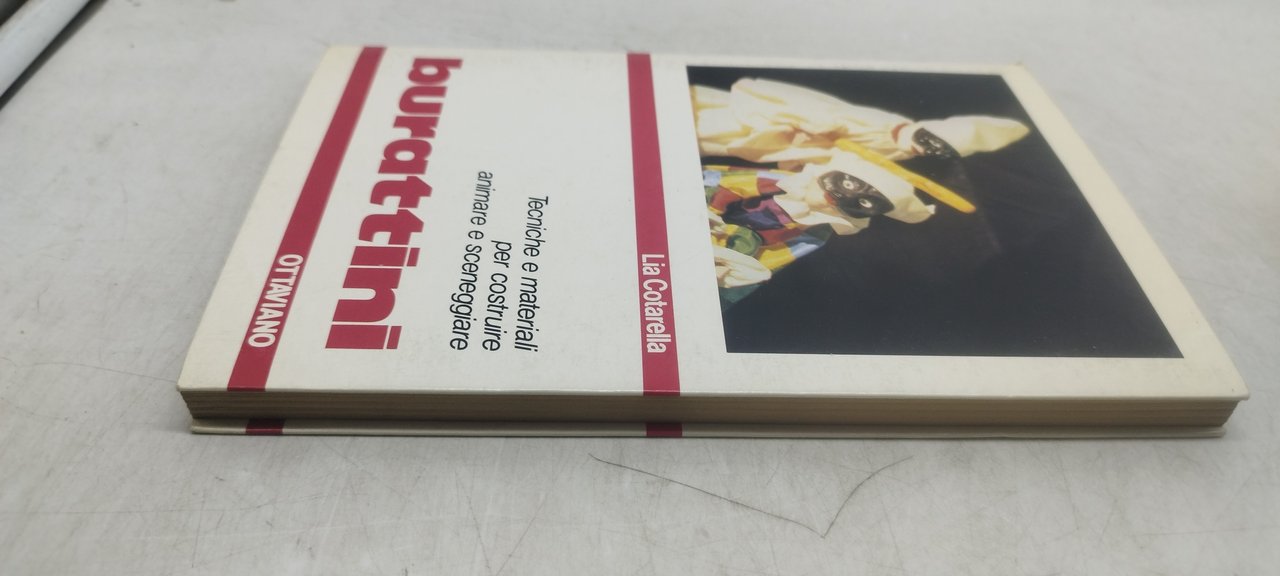 Lia Cotarella
Tecniche e materiali
per costruire
animare e sceneggiare
burattini
OTTAVIANO